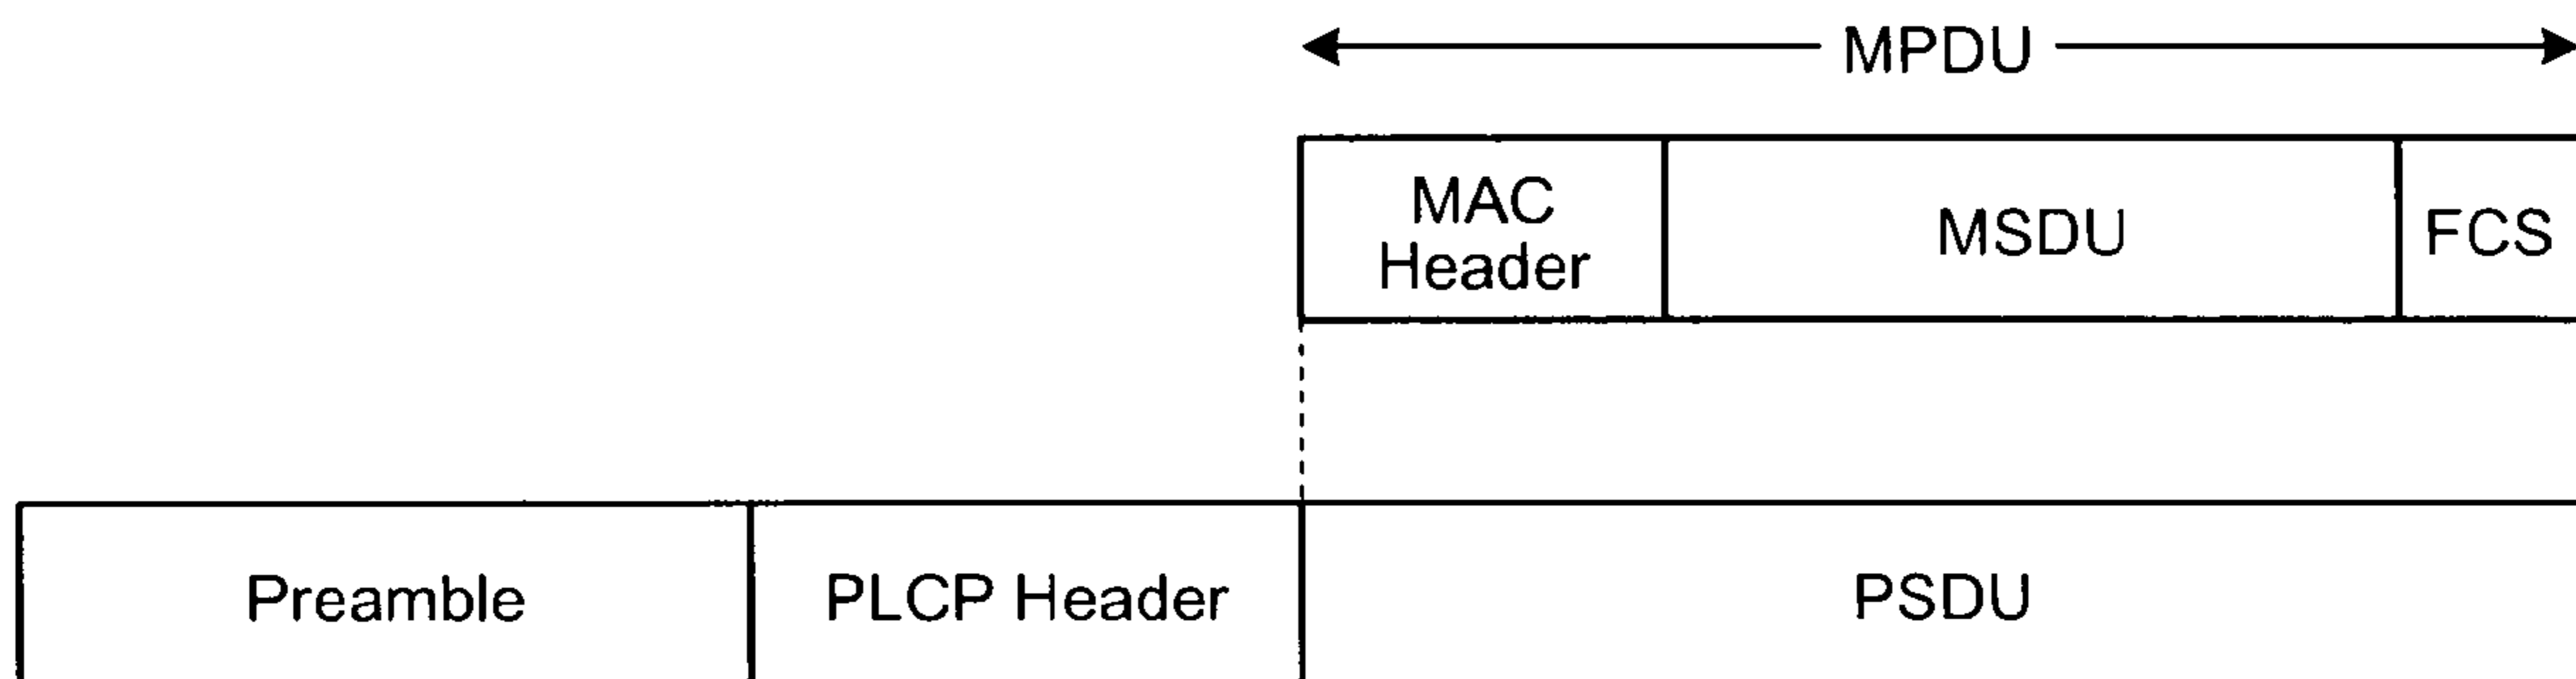 MPDU
MAC
Header
MSDU
FCS
Preamble
PLCP Header
PSDU